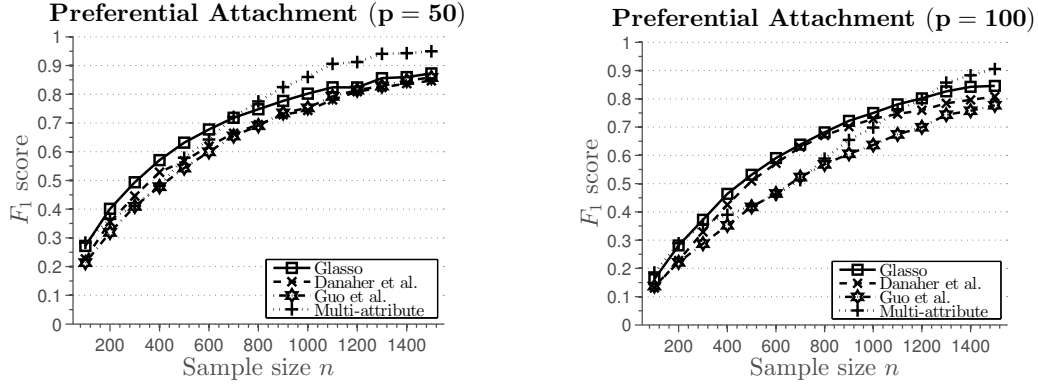 Preferential Attachment (p = 50)
1
0.9
0.8
0.7
0.6
0.5
0.4
0.3
0.2
0.1
0
F1 score
200 400 600 800 1000 1200 1400
Sample size n
Glasso
Danaher et al.
Guo et al.
Multi-attribute
Preferential Attachment (p = 100)
1
0.9
0.8
0.7
0.6
0.5
0.4
0.3
0.2
0.1
0
F1 score
200 400 600 800 1000 1200 1400
Sample size n
Glasso
Danaher et al.
Guo et al.
Multi-attribute